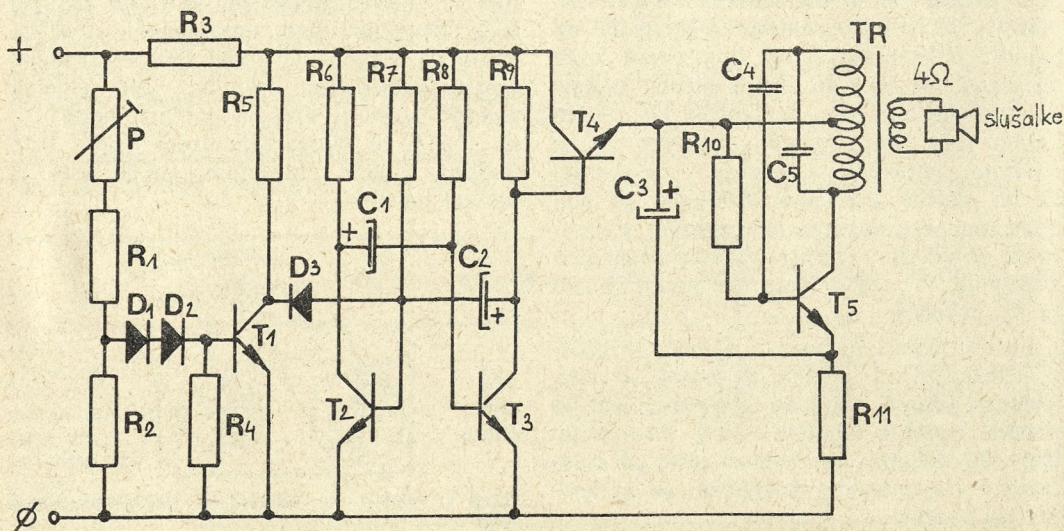 +
R3
TR
4Ω
slušalke
P
R5
R6
R7
R8
R9
T4
C4
R10
C5
C3
+
R1
C1
+
C2
+
D1
D2
D3
T1
T5
R2
R4
T2
T3
R11
Ø